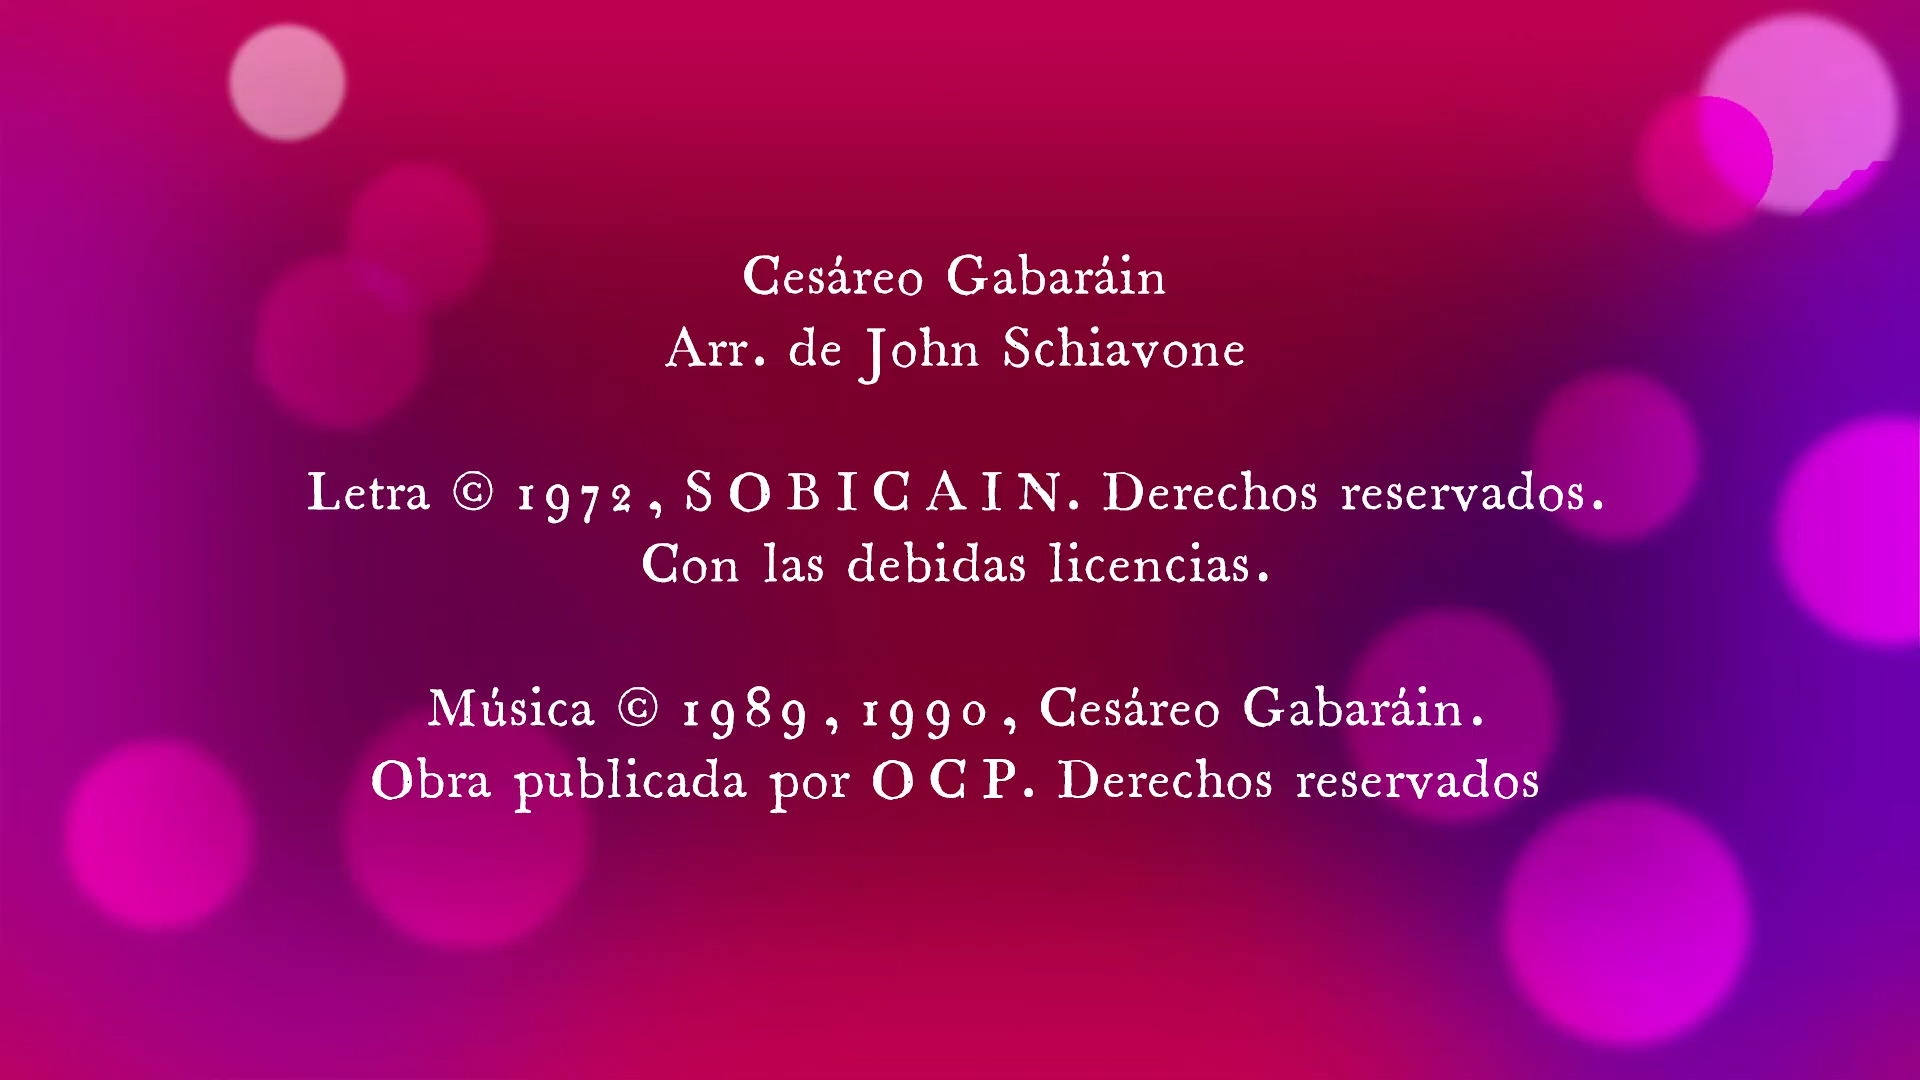 Cesáreo Gabaráin
Arr. de John Schiavone
Letra © 1972, SOBICAIN. Derechos reservados.
Con las debidas licencias.
Música © 1989, 1990, Cesáreo Gabaráin.
Obra publicada por OCP. Derechos reservados